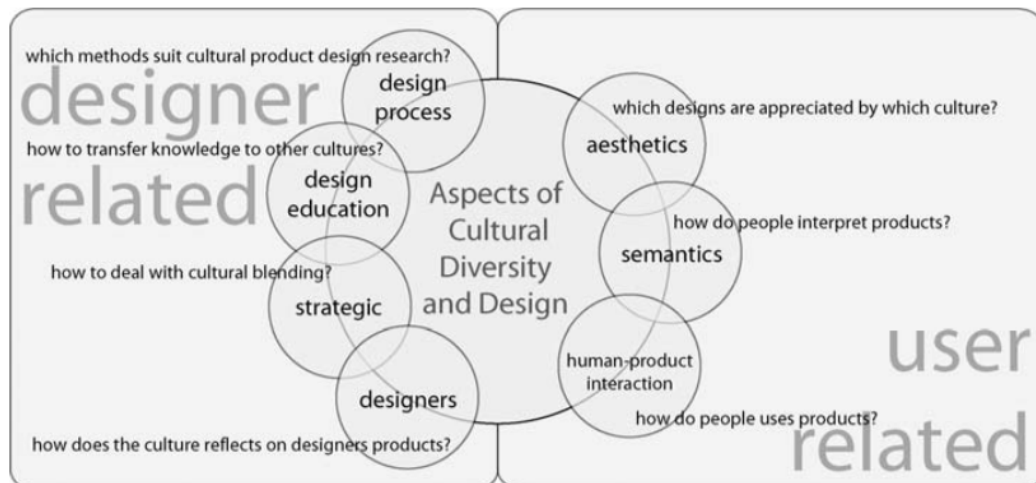 which methods suit cultural product design research?
design
process
designer
related
how to transfer knowledge to other cultures?
design
education
how to deal with cultural blending?
strategic
designers
how does the culture reflects on designers products?
Aspects of
Cultural
Diversity
and Design
which designs are appreciated by which culture?
aesthetics
how do people interpret products?
semantics
human-product
interaction
how do people uses products?
user
related